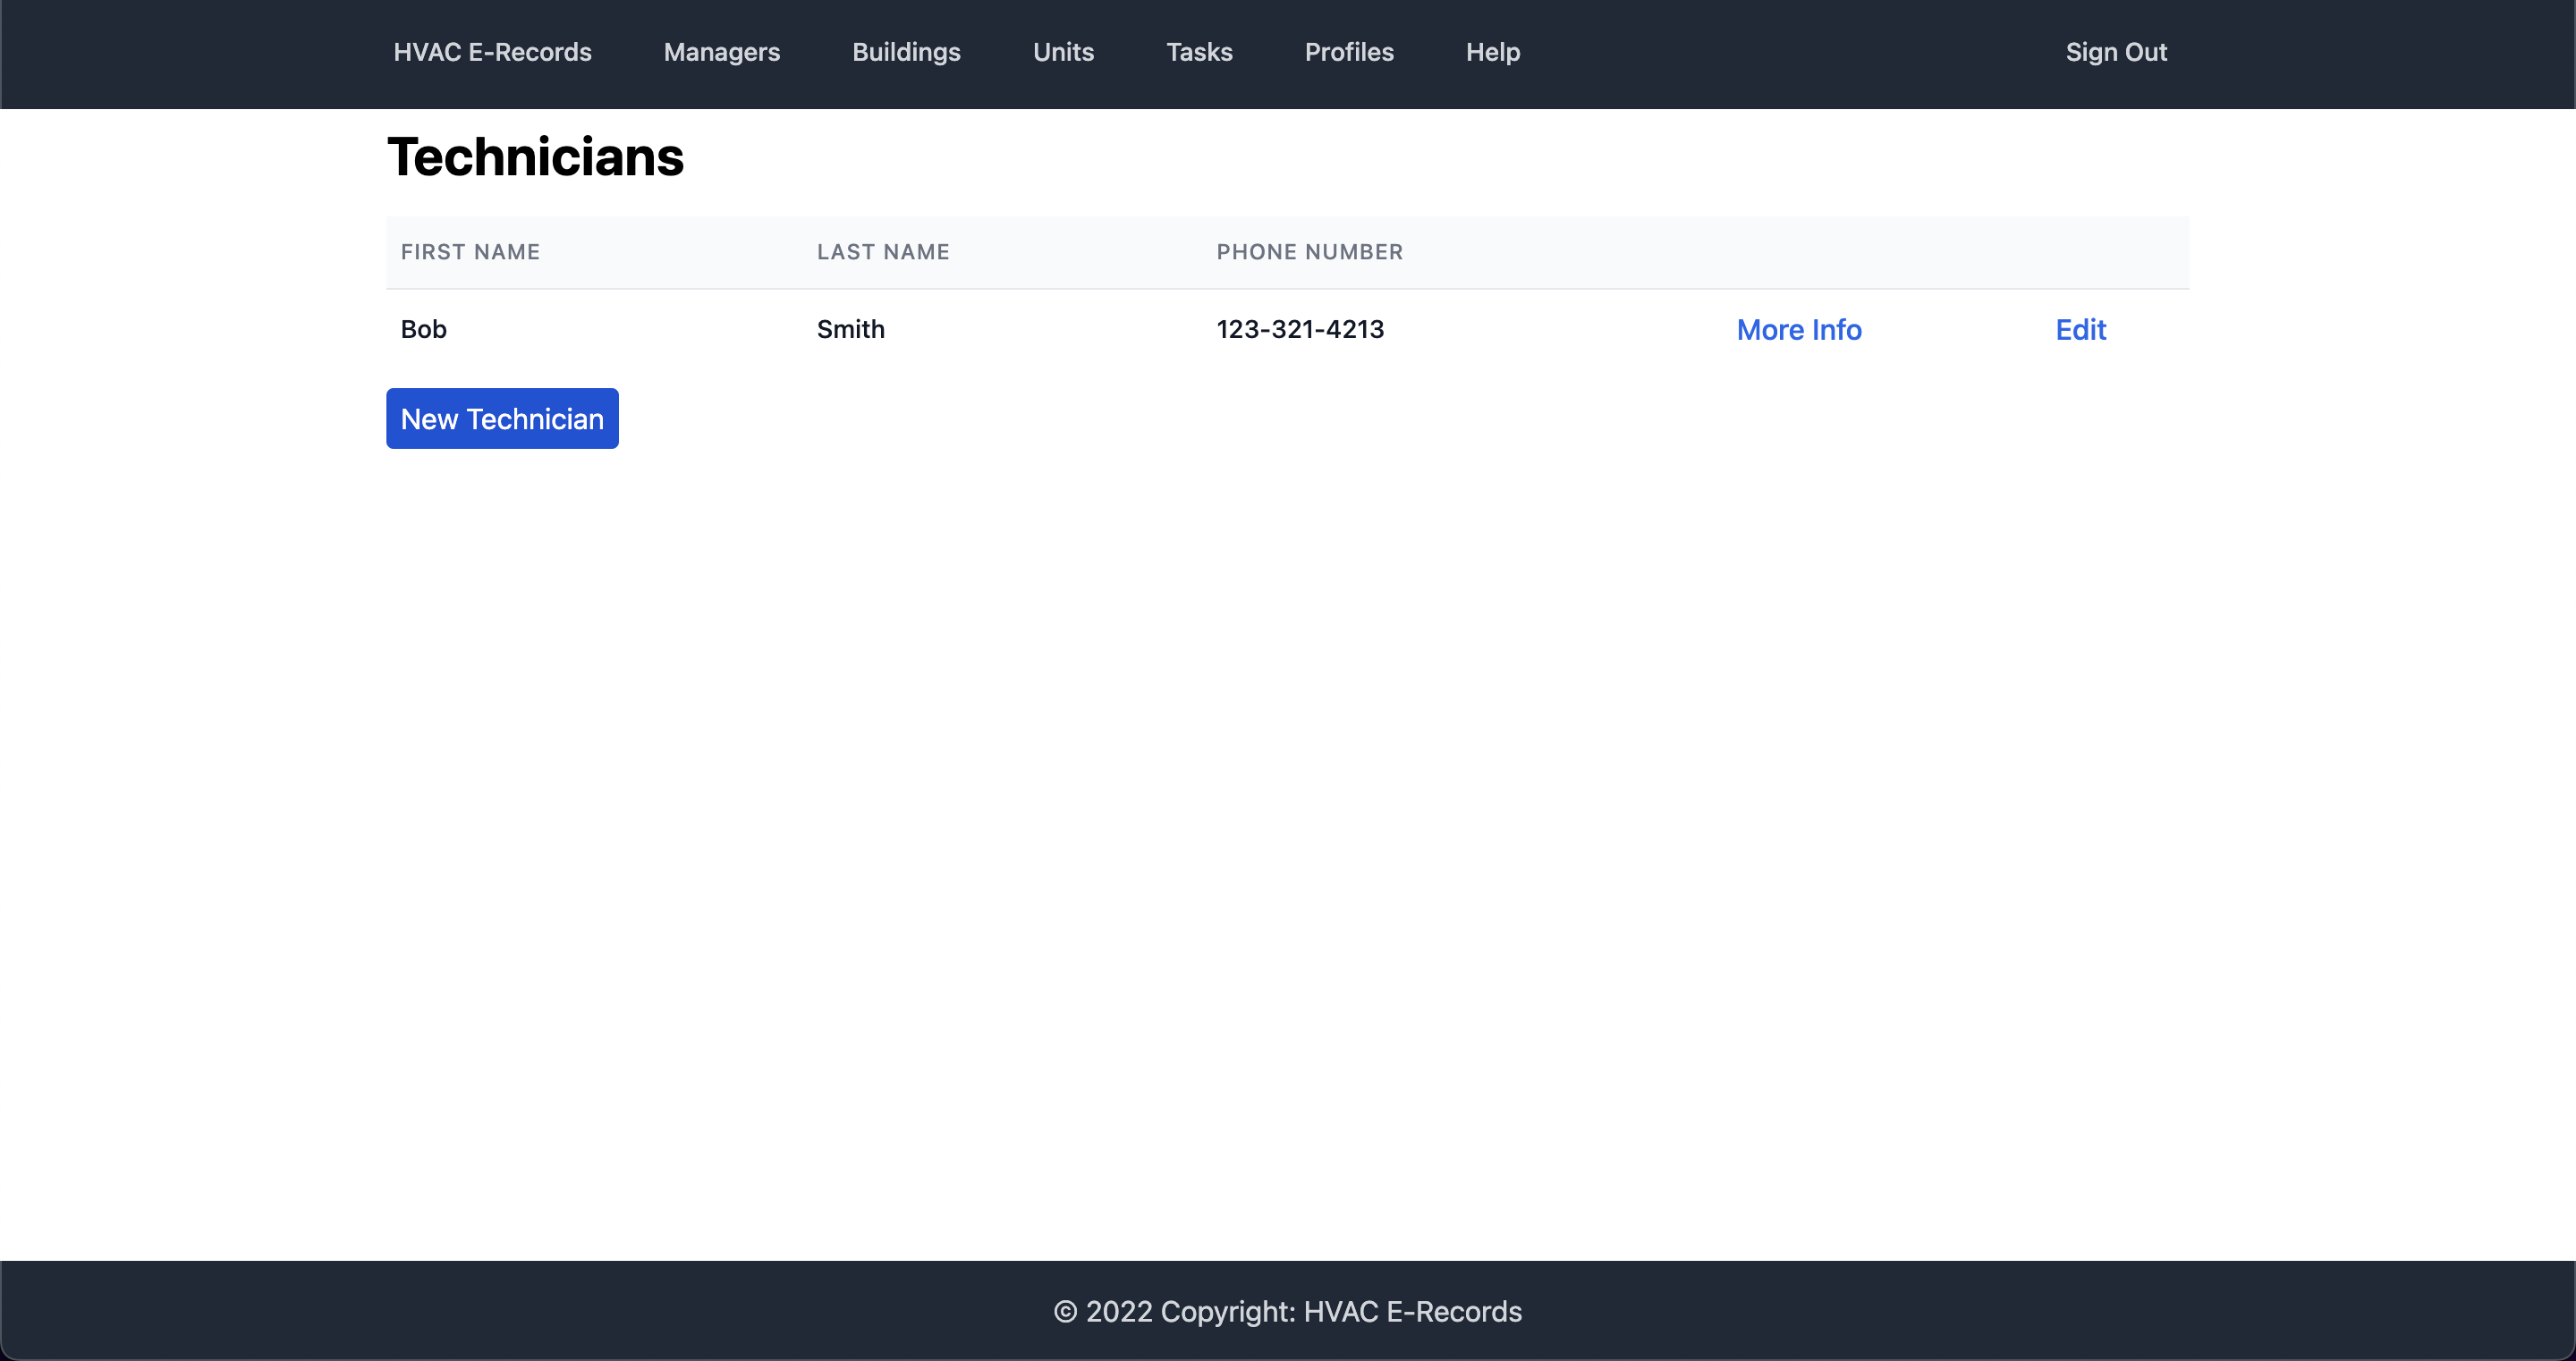 HVAC E-Records Managers Buildings Units Tasks Profiles Help Sign Out
Technicians
FIRST NAME LAST NAME PHONE NUMBER
Bob Smith 123-321-4213 More Info Edit
New Technician
© 2022 Copyright: HVAC E-Records